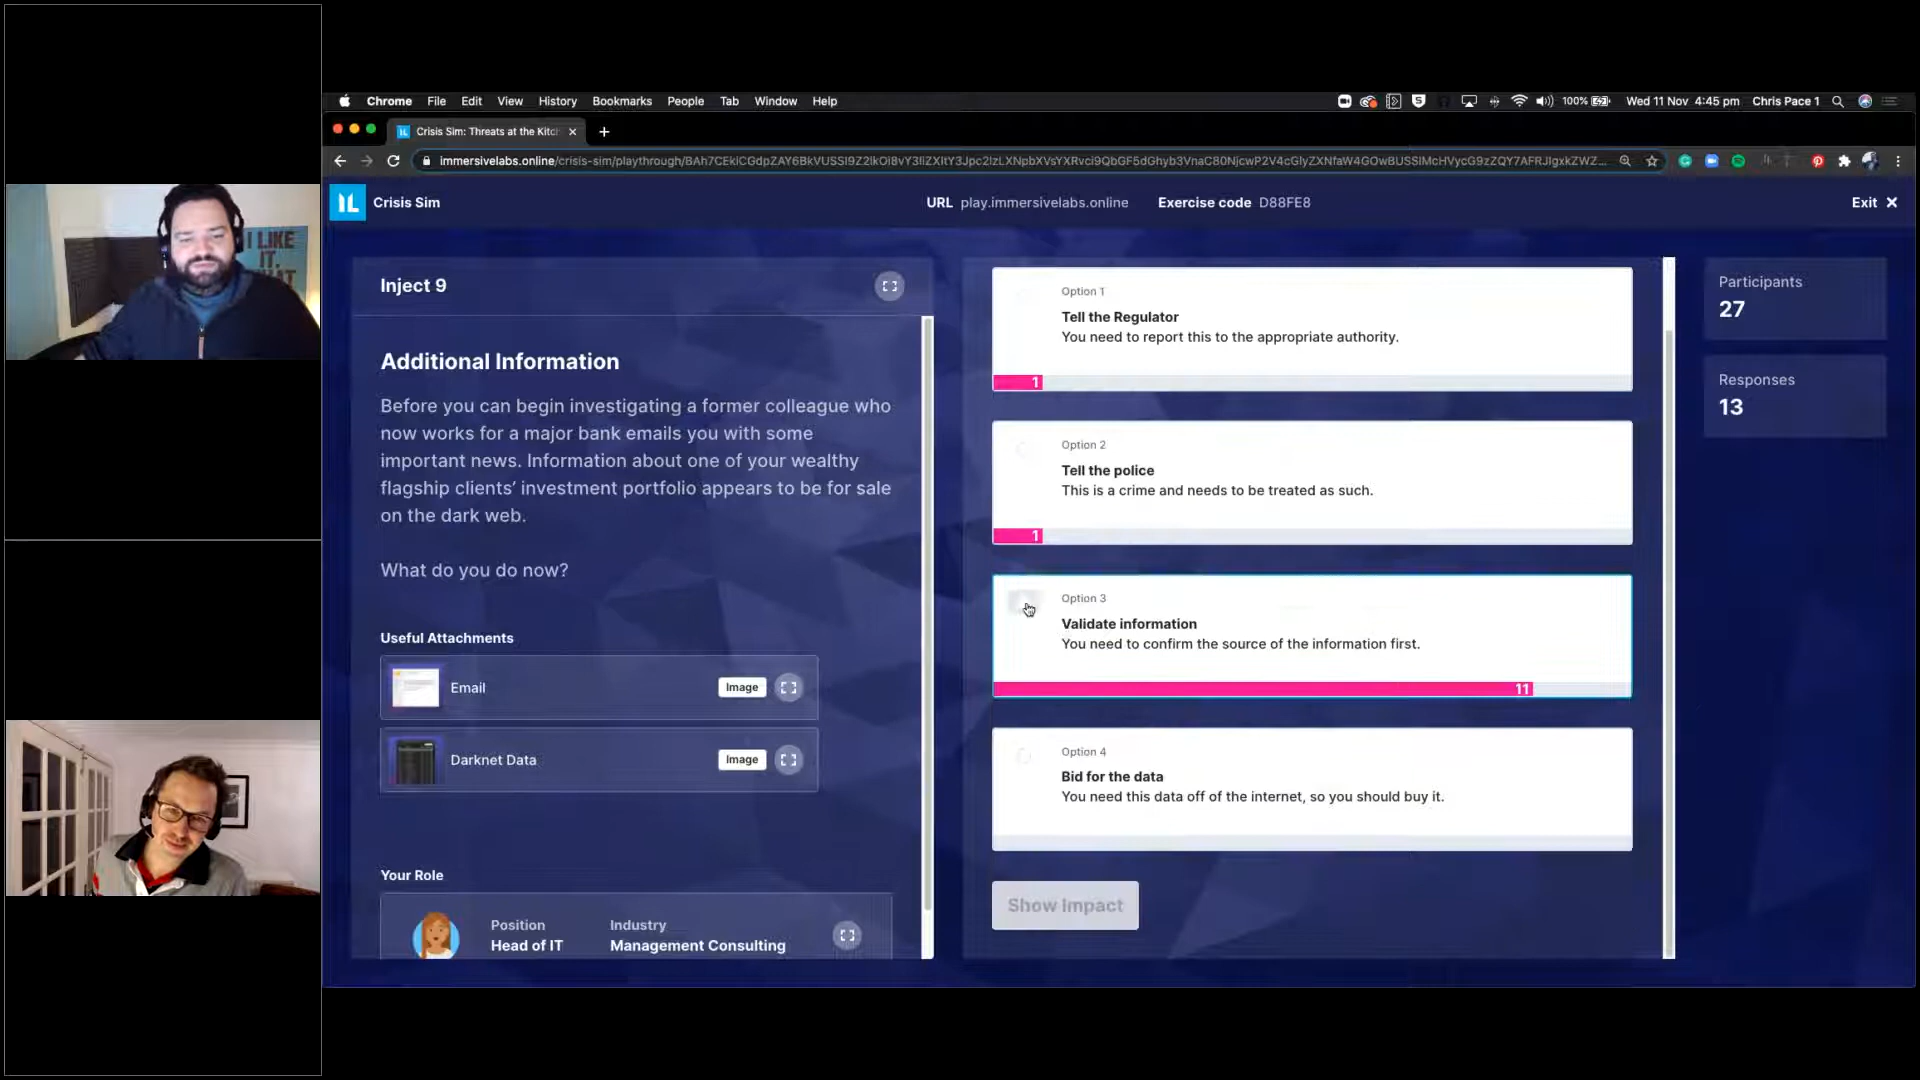 Chrome File Edit View History Bookmarks People Tab Window Help
100% Wed 11 Nov 4:45 pm Chris Pace 1
Crisis Sim: Threats at the Kitch
Crisis Sim
URL play.immersivelabs.online
Exercise code D88FE8
Exit
I LIKE
IT.
WHAT
Inject 9
Additional Information
Before you can begin investigating a former colleague who
now works for a major bank emails you with some
important news. Information about one of your wealthy
flagship clients’ investment portfolio appears to be for sale
on the dark web.
What do you do now?
Useful Attachments
Email
Image
Darknet Data
Image
Your Role
Position
Head of IT
Industry
Management Consulting
Option 1
Tell the Regulator
You need to report this to the appropriate authority.
1
Option 2
Tell the police
This is a crime and needs to be treated as such.
1
Option 3
Validate information
You need to confirm the source of the information first.
11
Option 4
Bid for the data
You need this data off of the internet, so you should buy it.
Show Impact
Participants
27
Responses
13